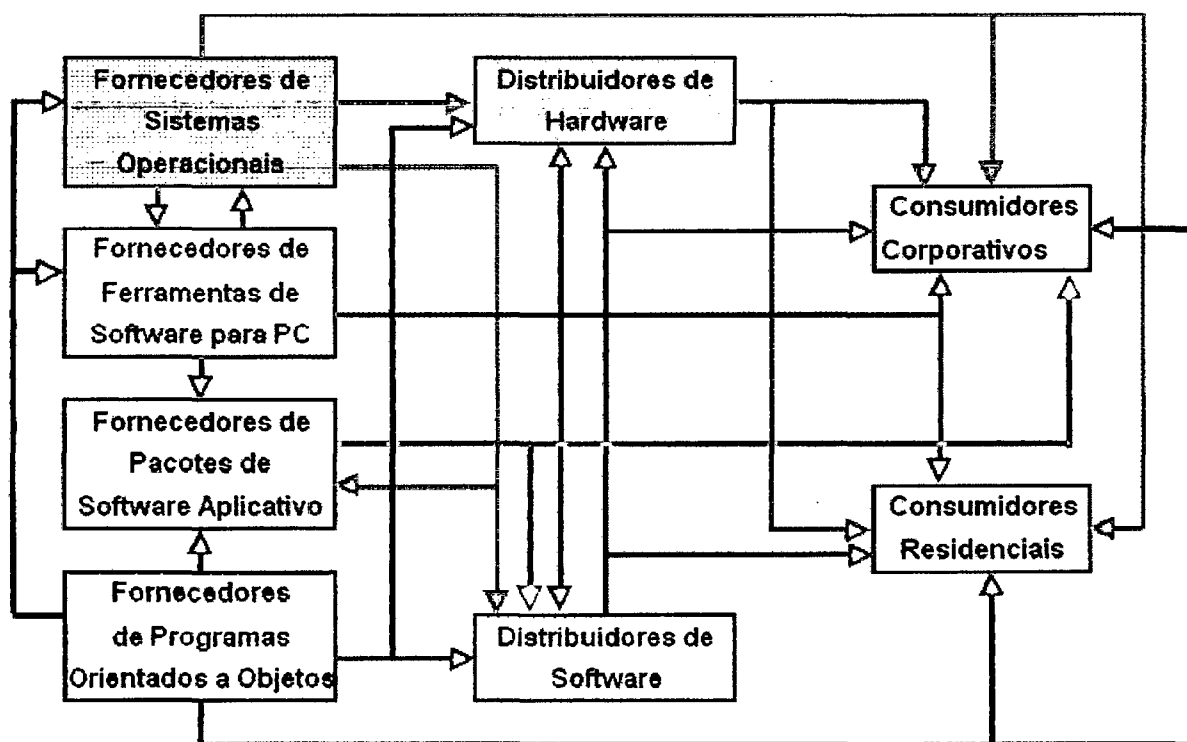 Fornecedores de
Sistemas
Operacionais
Fornecedores de
Ferramentas de
Software para PC
Fornecedores de
Pacotes de
Software Aplicativo
Fornecedores
de Programas
Orientados a Objetos
Distribuidores de
Hardware
Distribuidores de
Software
Consumidores
Corporativos
Consumidores
Residenciais